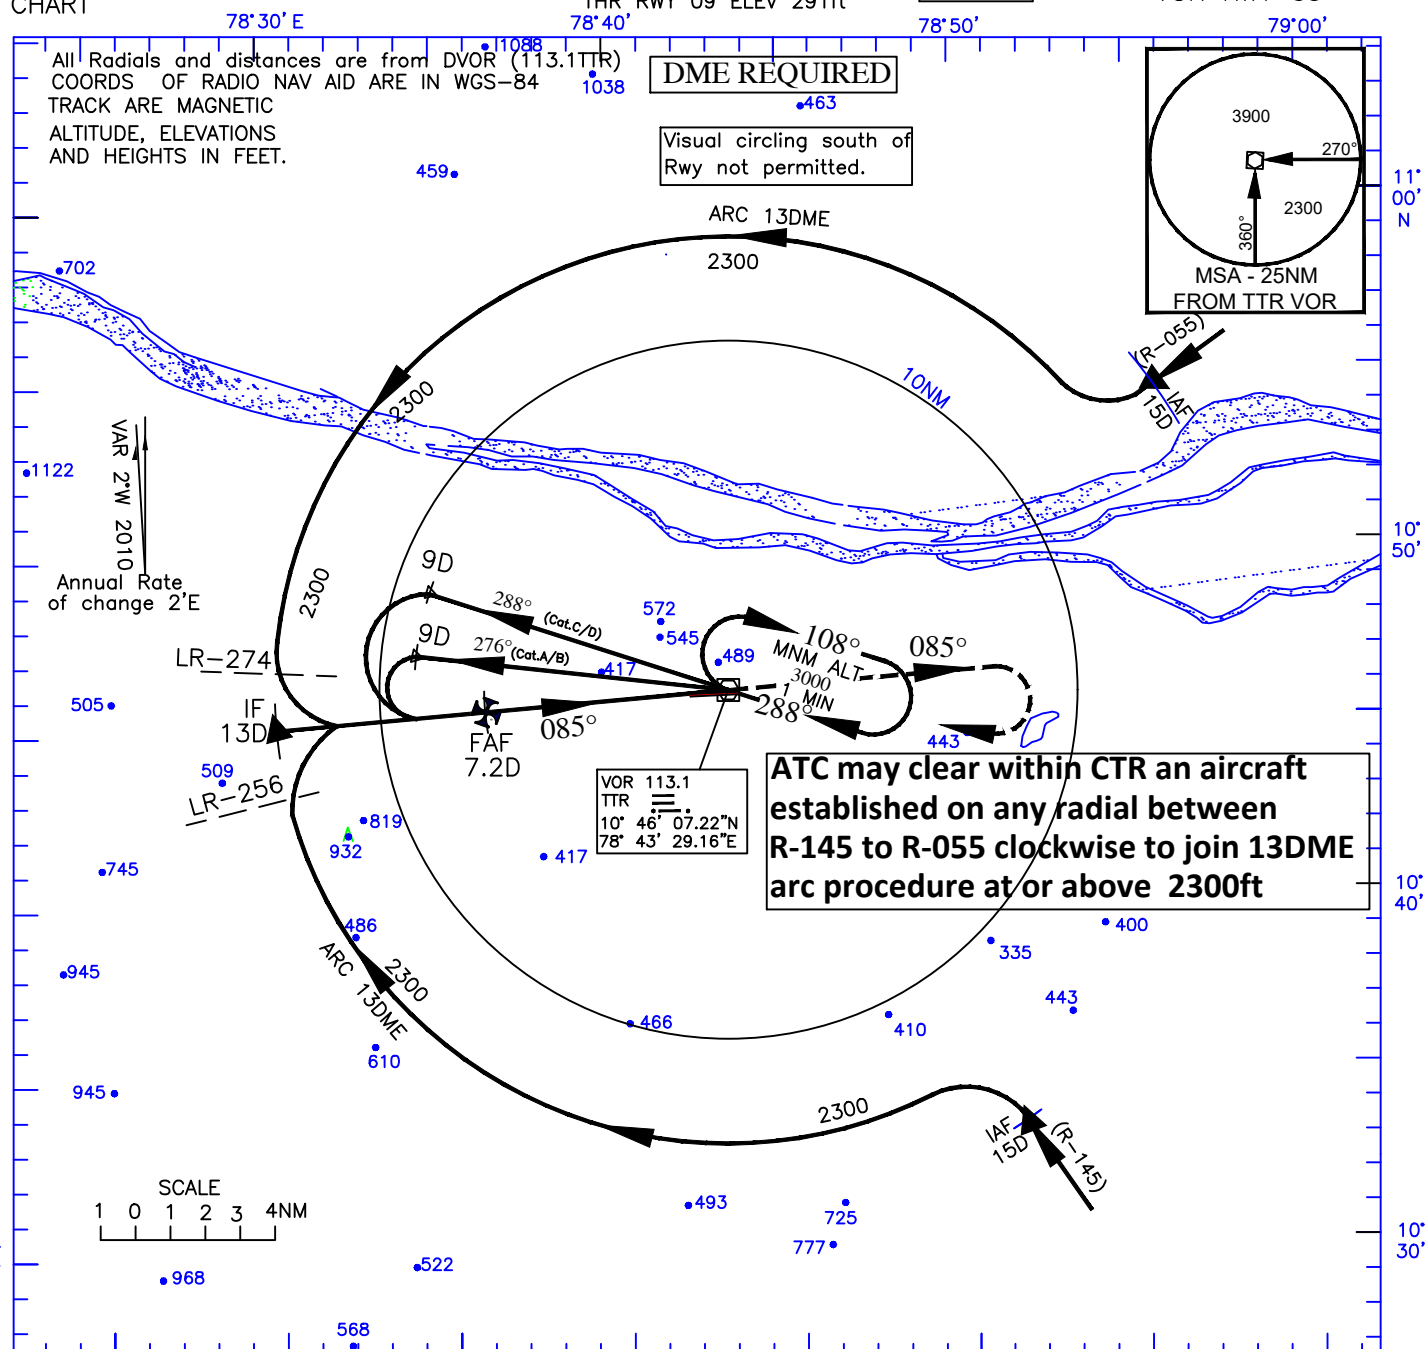 CHART
THR RWY 09 ELEV 291ft
78°30' E
78°40'
78°50'
79°00'
All Radials and distances are from DVOR (113.1TTR)
COORDS OF RADIO NAV AID ARE IN WGS-84
TRACK ARE MAGNETIC
ALTITUDE, ELEVATIONS
AND HEIGHTS IN FEET.
1088
1038
DME REQUIRED
463
Visual circling south of
Rwy not permitted.
459
3900
270°
2300
360°
MSA - 25NM
FROM TTR VOR
11°
00'
N
ARC 13DME
2300
702
(R-055)
IAF
15D
10NM
2300
1122
VAR 2°W 2010
Annual Rate
of change 2'E
10°
50'
2300
9D
288° (Cat.C/D)
9D
276° (Cat.A/B)
572
545
489
417
108°
MNM ALT
3000
1 MIN
288°
085°
LR-274
505
IF
13D
FAF
7.2D
085°
443
509
LR-256
VOR 113.1
TTR
10° 46' 07.22"N
78° 43' 29.16"E
ATC may clear within CTR an aircraft
established on any radial between
R-145 to R-055 clockwise to join 13DME
arc procedure at or above 2300ft
819
932
745
417
10°
40'
486
400
335
945
ARC 13DME
2300
443
466
410
610
945
2300
IAF
15D
(R-145)
SCALE
1 0 1 2 3 4NM
493
725
777
10°
30'
522
968
568